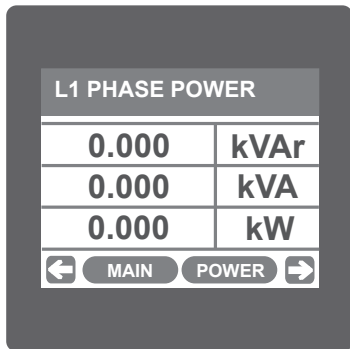 L1 PHASE POWER
0.000 kVAr
0.000 kVA
0.000 kW
MAIN POWER